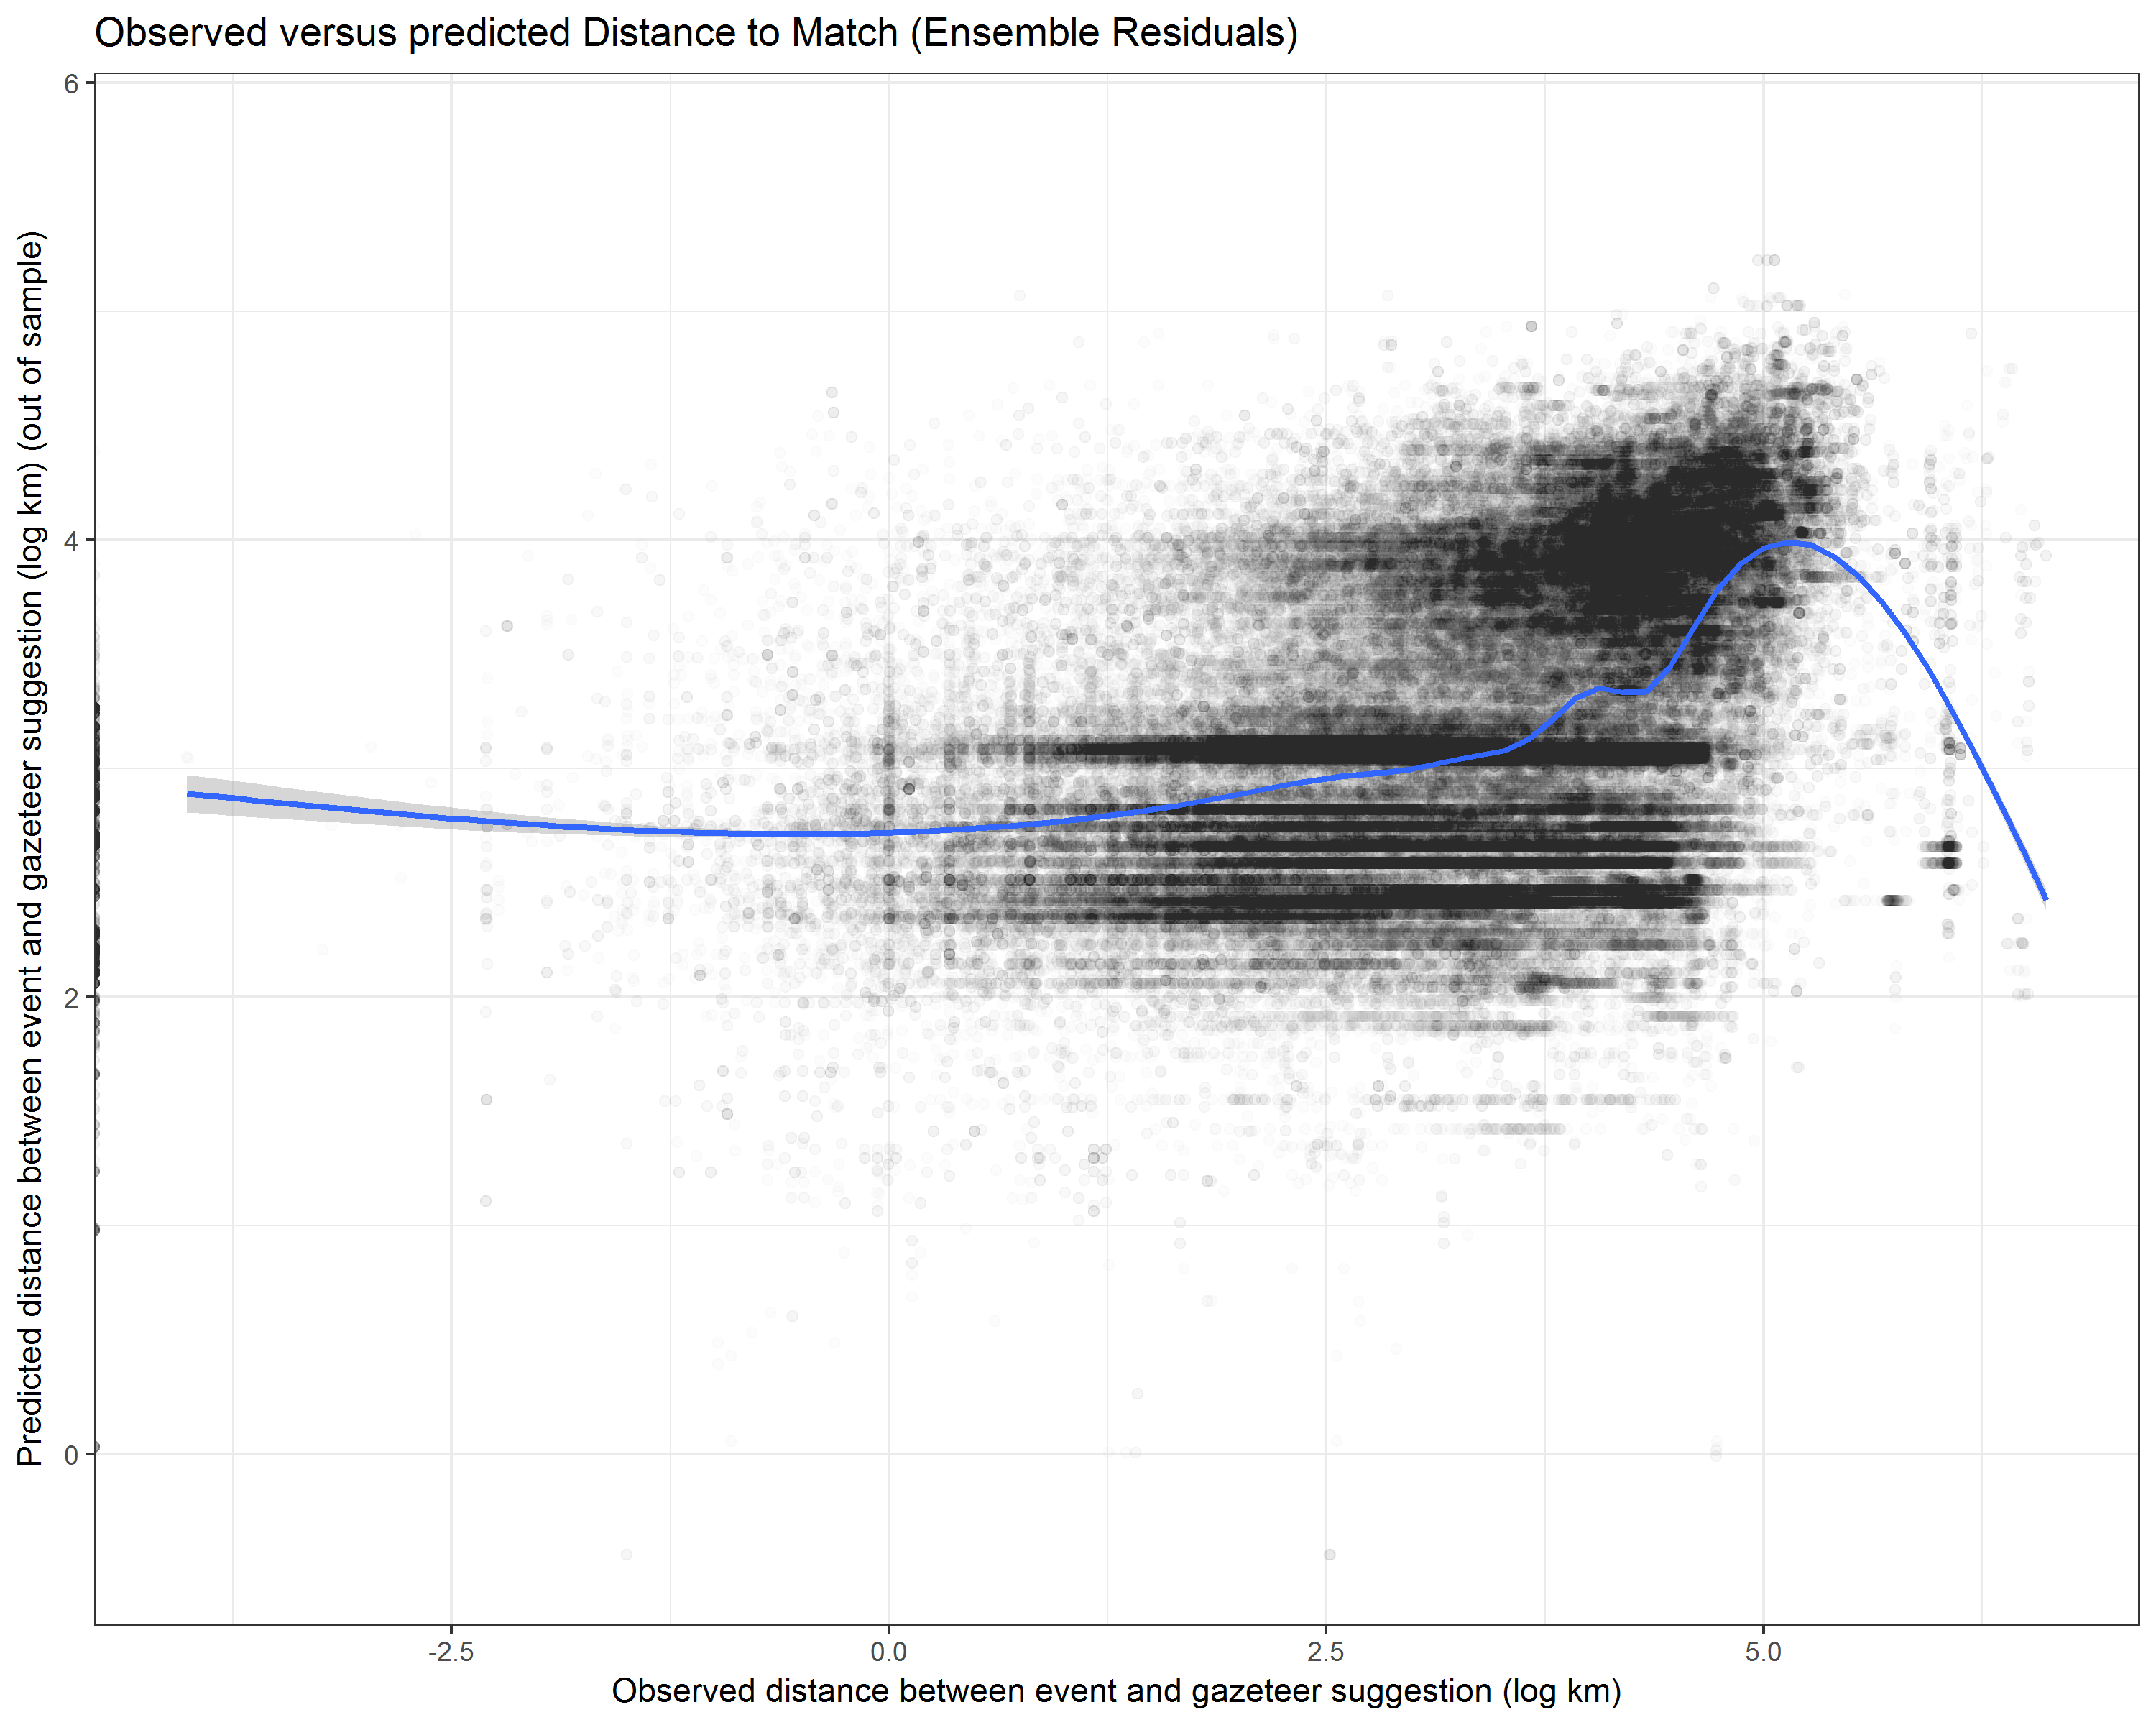 Observed versus predicted Distance to Match (Ensemble Residuals)
Predicted distance between event and gazeteer suggestion (log km) (out of sample)
6
4
2
0
-2.5
0.0
2.5
5.0
Observed distance between event and gazeteer suggestion (log km)